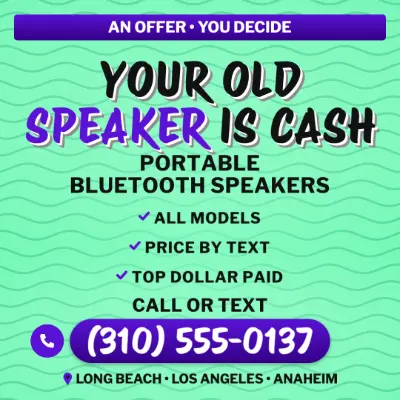 AN OFFER • YOU DECIDE
YOUR OLD
SPEAKER IS CASH
PORTABLE
BLUETOOTH SPEAKERS
ALL MODELS
PRICE BY TEXT
TOP DOLLAR PAID
CALL OR TEXT
(310) 555-0137
LONG BEACH • LOS ANGELES • ANAHEIM